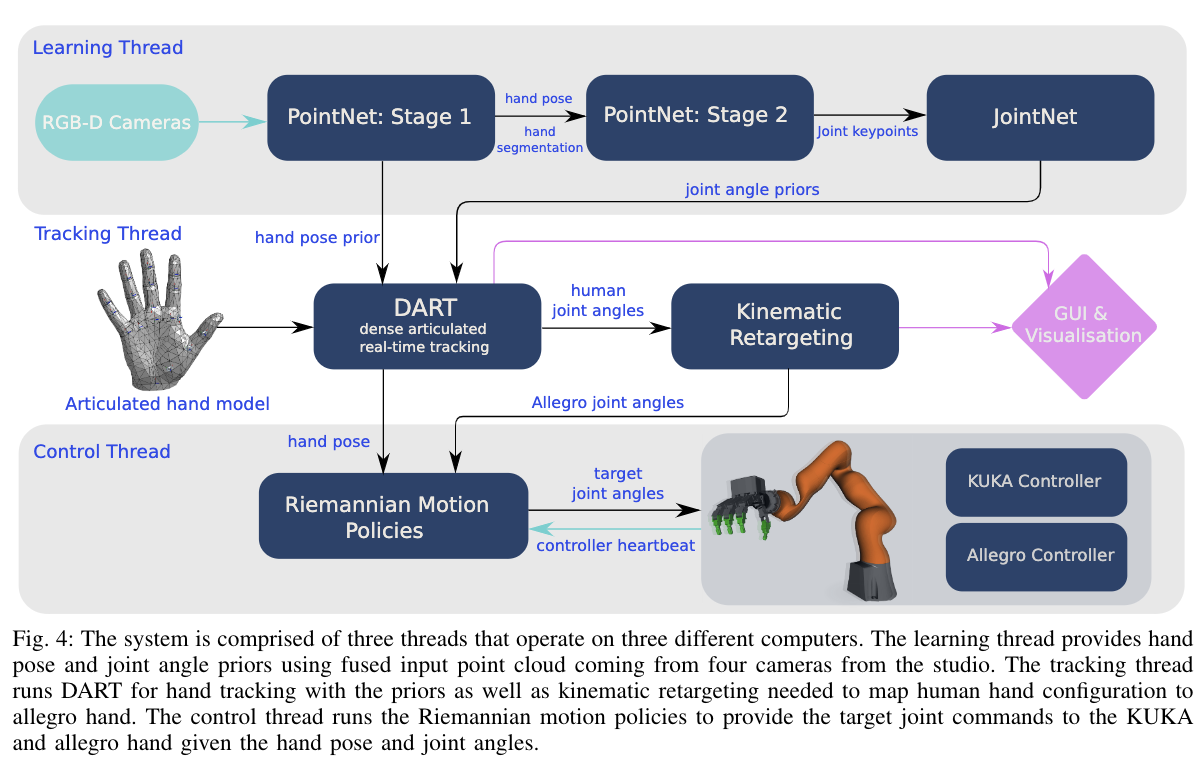 Learning Thread
RGB-D Cameras
PointNet: Stage 1
hand pose
hand
segmentation
PointNet: Stage 2
Joint keypoints
JointNet
joint angle priors
Tracking Thread
hand pose prior
DART
dense articulated
real-time tracking
human
joint angles
Kinematic
Retargeting
GUI &
Visualisation
Articulated hand model
Allegro joint angles
hand pose
Control Thread
Riemannian Motion
Policies
target
joint angles
controller heartbeat
KUKA Controller
Allegro Controller
Fig. 4: The system is comprised of three threads that operate on three different computers. The learning thread provides hand
pose and joint angle priors using fused input point cloud coming from four cameras from the studio. The tracking thread
runs DART for hand tracking with the priors as well as kinematic retargeting needed to map human hand configuration to
allegro hand. The control thread runs the Riemannian motion policies to provide the target joint commands to the KUKA
and allegro hand given the hand pose and joint angles.